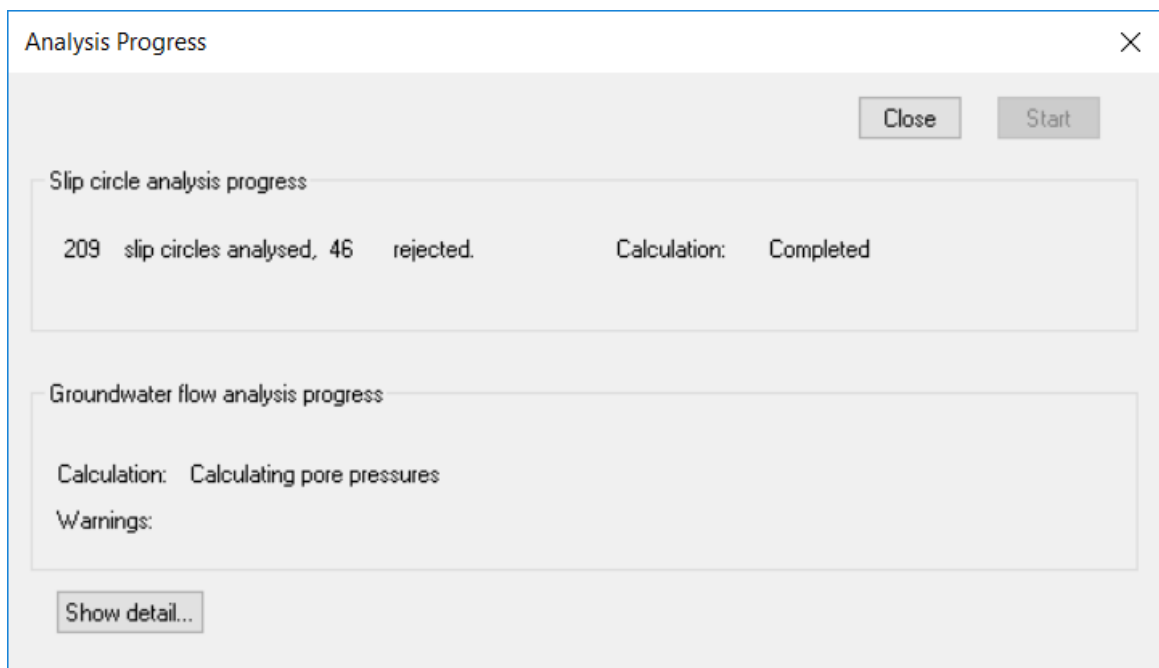 Analysis Progress
Close Start
Slip circle analysis progress
209 slip circles analysed, 46 rejected. Calculation: Completed
Groundwater flow analysis progress
Calculation: Calculating pore pressures
Warnings:
Show detail...